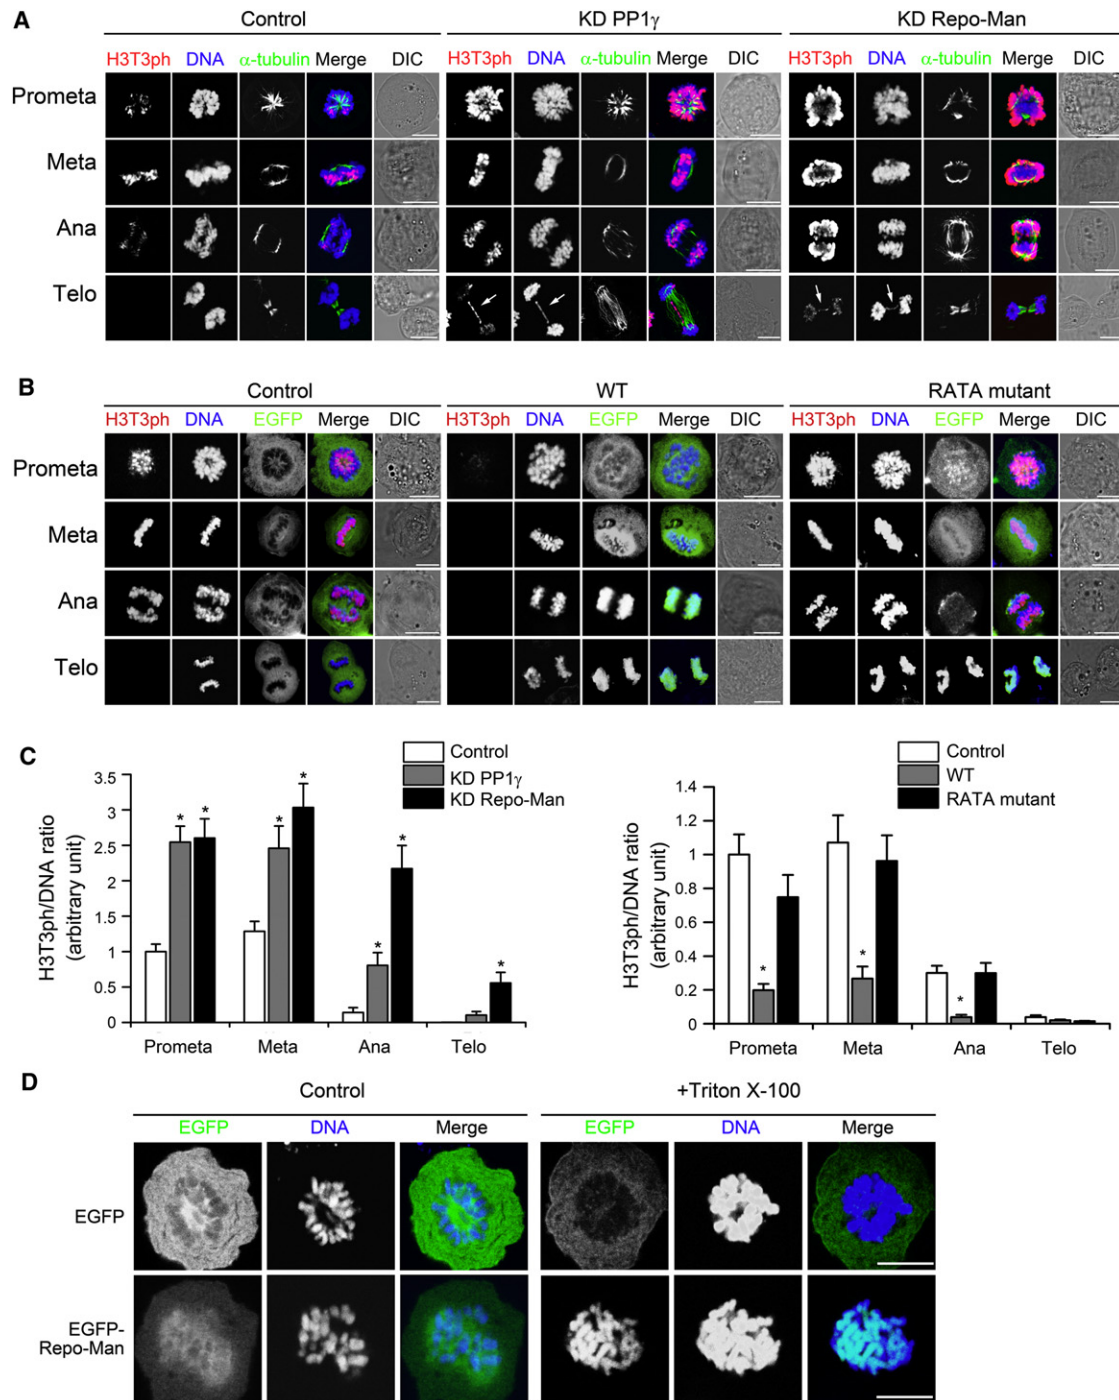 A
Control
KD PP1γ
KD Repo-Man
H3T3ph DNA α-tubulin Merge DIC
H3T3ph DNA α-tubulin Merge DIC
H3T3ph DNA α-tubulin Merge DIC
Prometa
Meta
Ana
Telo
B
Control
WT
RATA mutant
H3T3ph DNA EGFP Merge DIC
H3T3ph DNA EGFP Merge DIC
H3T3ph DNA EGFP Merge DIC
Prometa
Meta
Ana
Telo
C
Control
KD PP1γ
KD Repo-Man
H3T3ph/DNA ratio
(arbitrary unit)
3.5
3
2.5
2
1.5
1
0.5
0
* *
* *
* *
*
Prometa Meta Ana Telo
Control
WT
RATA mutant
H3T3ph/DNA ratio
(arbitrary unit)
1.4
1.2
1
0.8
0.6
0.4
0.2
0
*
*
*
Prometa Meta Ana Telo
D
Control
+Triton X-100
EGFP DNA Merge
EGFP DNA Merge
EGFP
EGFP-
Repo-Man